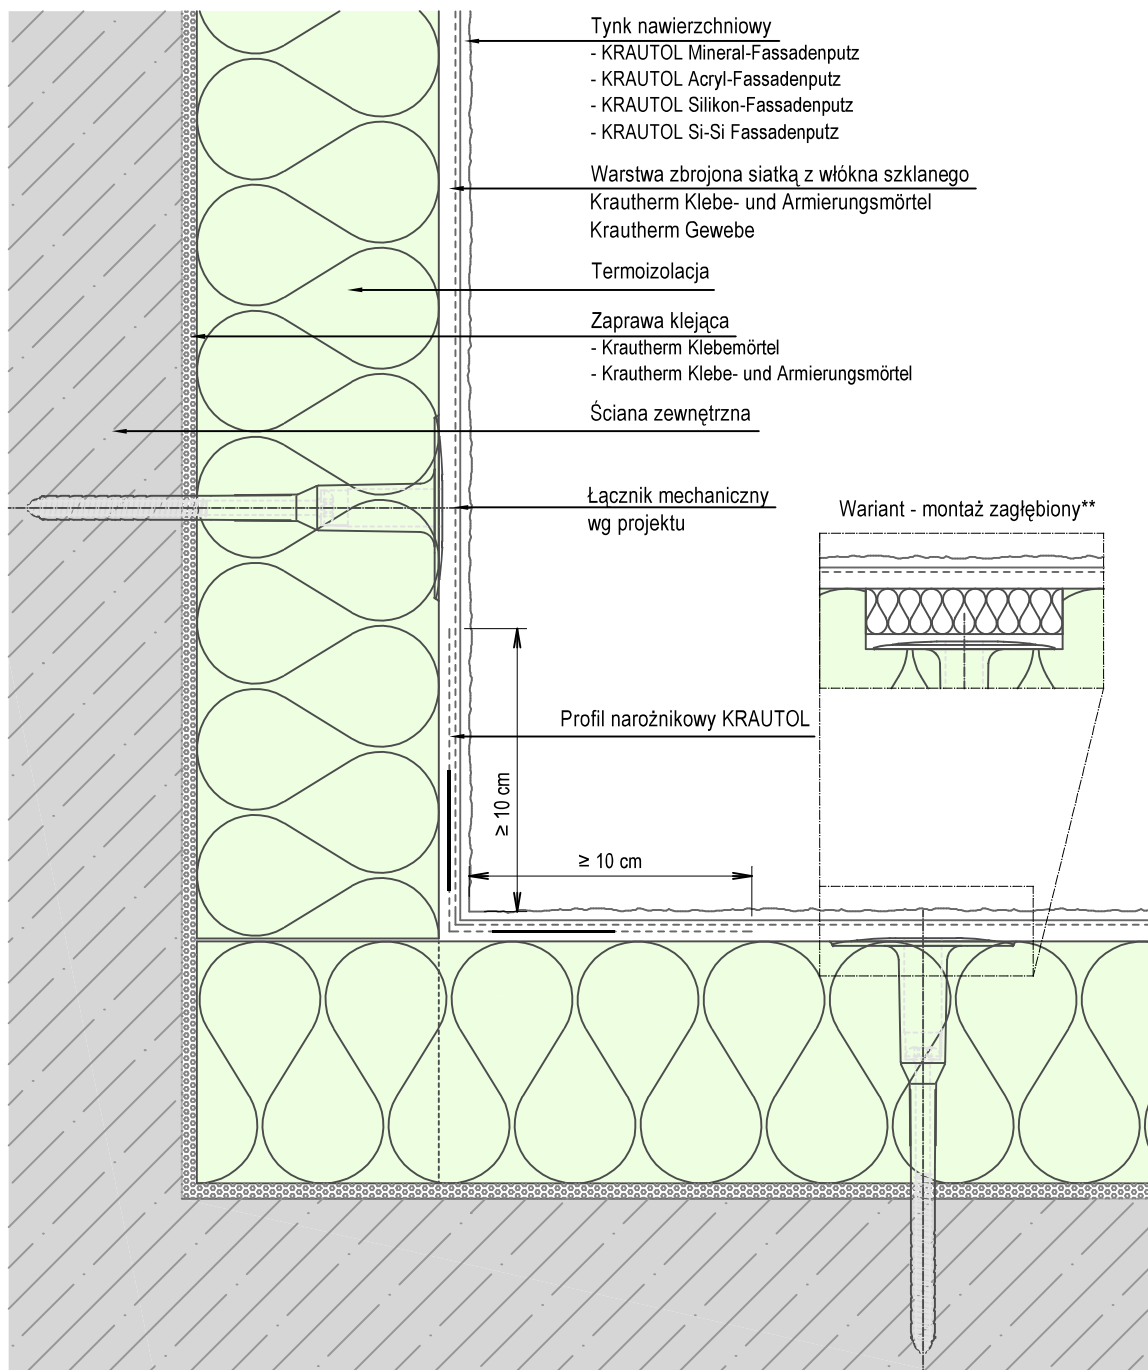 Tynk nawierzchniowy
- KRAUTOL Mineral-Fassadenputz
- KRAUTOL Acryl-Fassadenputz
- KRAUTOL Silikon-Fassadenputz
- KRAUTOL Si-Si Fassadenputz
Warstwa zbrojona siatką z włókna szklanego
Krautherm Klebe- und Armierungsmörtel
Krautherm Gewebe
Termoizolacja
Zaprawa klejąca
- Krautherm Klebemörtel
- Krautherm Klebe- und Armierungsmörtel
Ściana zewnętrzna
Łącznik mechaniczny
wg projektu
Wariant - montaż zagłębiony**
Profil narożnikowy KRAUTOL
≥ 10 cm
≥ 10 cm